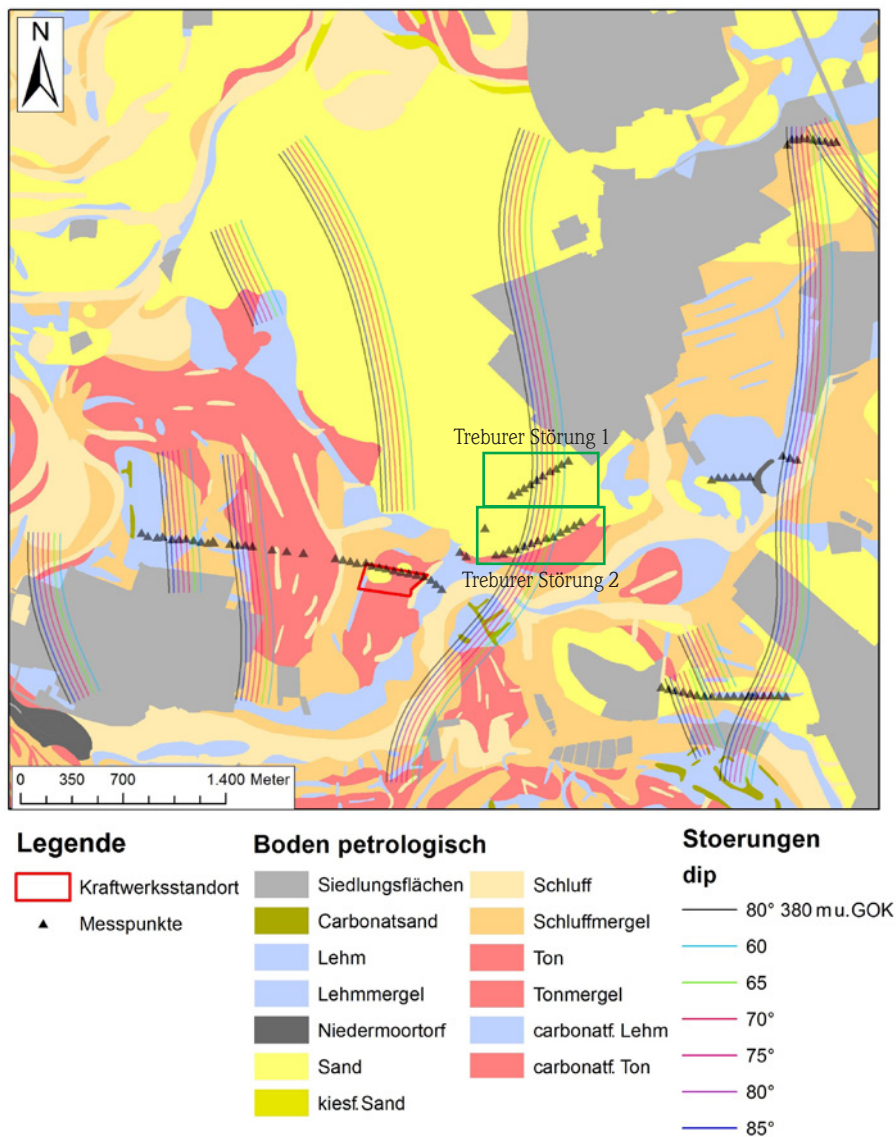 N
Treburer Störung 1
Treburer Störung 2
0 350 700 1.400 Meter
Legende
Kraftwerksstandort
Messpunkte
Boden petrologisch
Siedlungsflächen
Carbonatsand
Lehm
Lehmmergel
Niedermoortorf
Sand
kiesf.Sand
Schluff
Schluffmergel
Ton
Tonmergel
carbonatf. Lehm
carbonatf. Ton
Stoerungen
dip
80° 380 m u.GOK
60
65
70°
75°
80°
85°